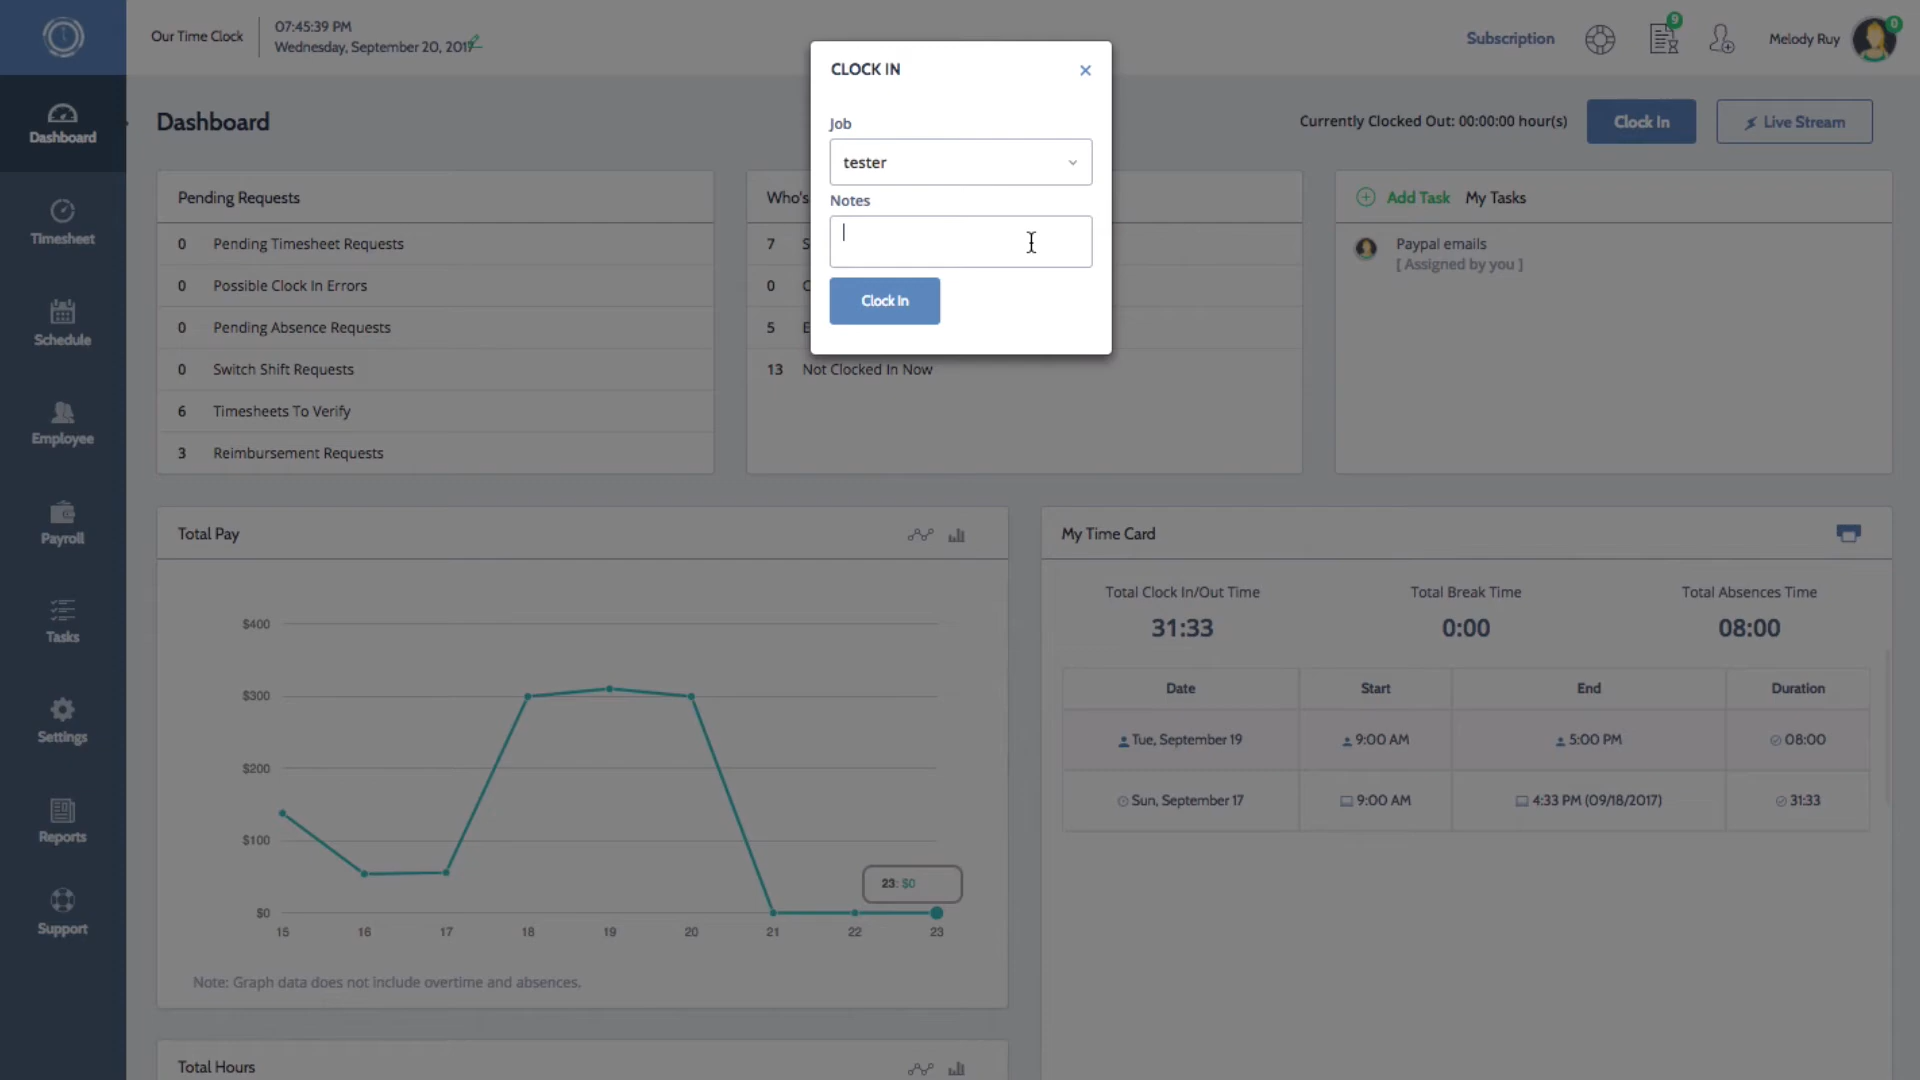 Our Time Clock
07:45:39 PM
Wednesday, September 20, 2017
Subscription
9
Melody Ruy
0
Dashboard
Timesheet
Schedule
Employee
Payroll
Tasks
Settings
Reports
Support
Dashboard
Currently Clocked Out: 00:00:00 hour(s)
Clock In
Live Stream
CLOCK IN
×
Job
tester
Notes
Clock In
Pending Requests
0 Pending Timesheet Requests
0 Possible Clock In Errors
0 Pending Absence Requests
0 Switch Shift Requests
6 Timesheets To Verify
3 Reimbursement Requests
Who's
7 S
0
5 E
13 Not Clocked In Now
Add Task My Tasks
Paypal emails
[ Assigned by you ]
Total Pay
$400
$300
$200
$100
$0
15 16 17 18 19 20 21 22 23
23: $0
Note: Graph data does not include overtime and absences.
My Time Card
Total Clock In/Out Time Total Break Time Total Absences Time
31:33 0:00 08:00
Date Start End Duration
Tue, September 19 9:00 AM 5:00 PM 08:00
Sun, September 17 9:00 AM 4:33 PM (09/18/2017) 31:33
Total Hours